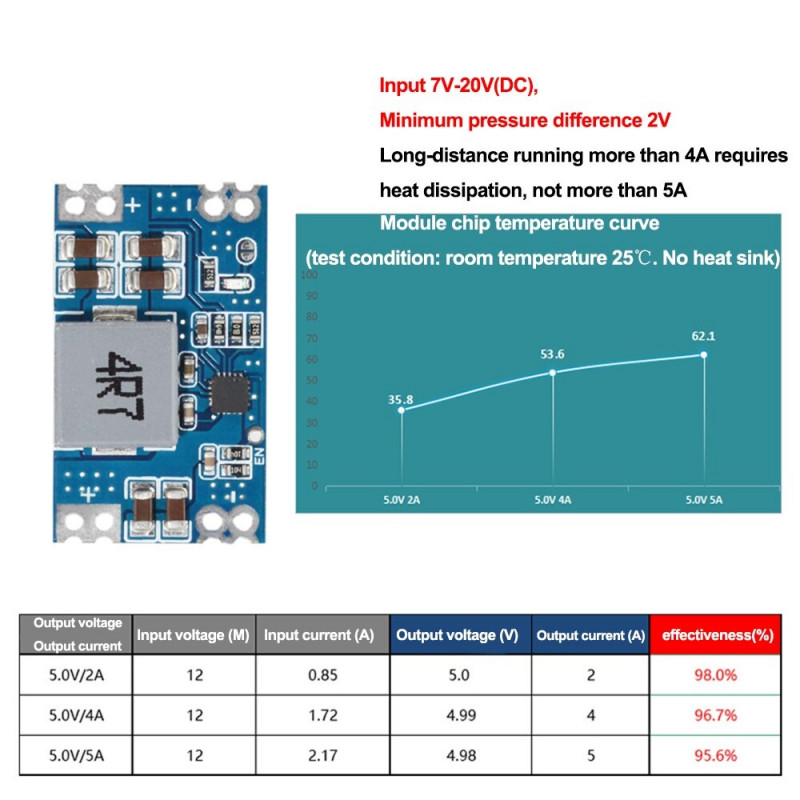 Input 7V-20V(DC),
Minimum pressure difference 2V
Long-distance running more than 4A requires
heat dissipation, not more than 5A
Module chip temperature curve
(test condition: room temperature 25℃. No heat sink)
100
90
80
70
60
50
40
30
20
10
0
35.8
53.6
62.1
5.0V 2A
5.0V 4A
5.0V 5A
+
-
512
512
4R7
104
EN
+
-
Output voltage
Output current
Input voltage (M)
Input current (A)
Output voltage (V)
Output current (A)
effectiveness(%)
5.0V/2A 12 0.85 5.0 2 98.0%
5.0V/4A 12 1.72 4.99 4 96.7%
5.0V/5A 12 2.17 4.98 5 95.6%